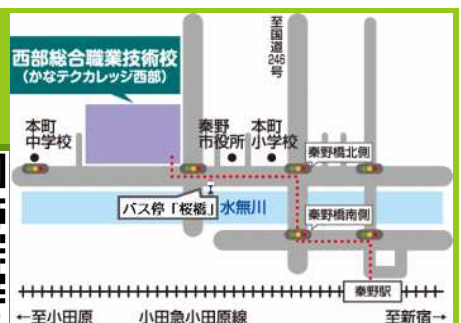 西部総合職業技術校
(かなテクカレッジ西部)
至国道246号
本町
中学校
秦野
市役所
本町
小学校
秦野橋北側
バス停「桜橋」
水無川
秦野橋南側
秦野駅
←至小田原
小田急小田原線
至新宿→